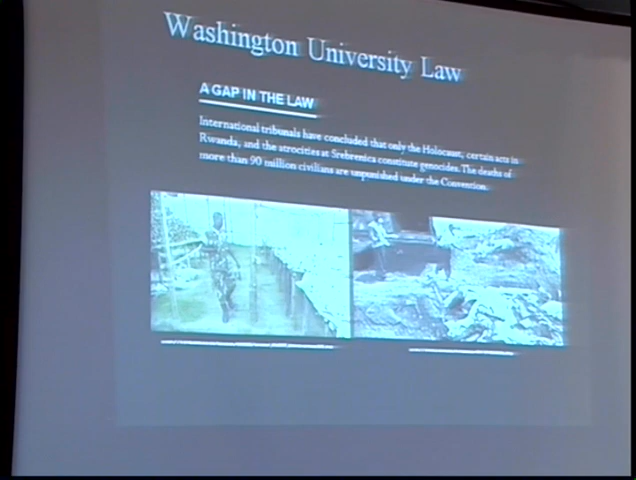 Washington University Law
A GAP IN THE LAW
International tribunals have concluded that only the Holocaust, certain acts in
Rwanda, and the atrocities at Srebrenica constitute genocides. The deaths of
more than 90 million civilians are unpunished under the Convention.